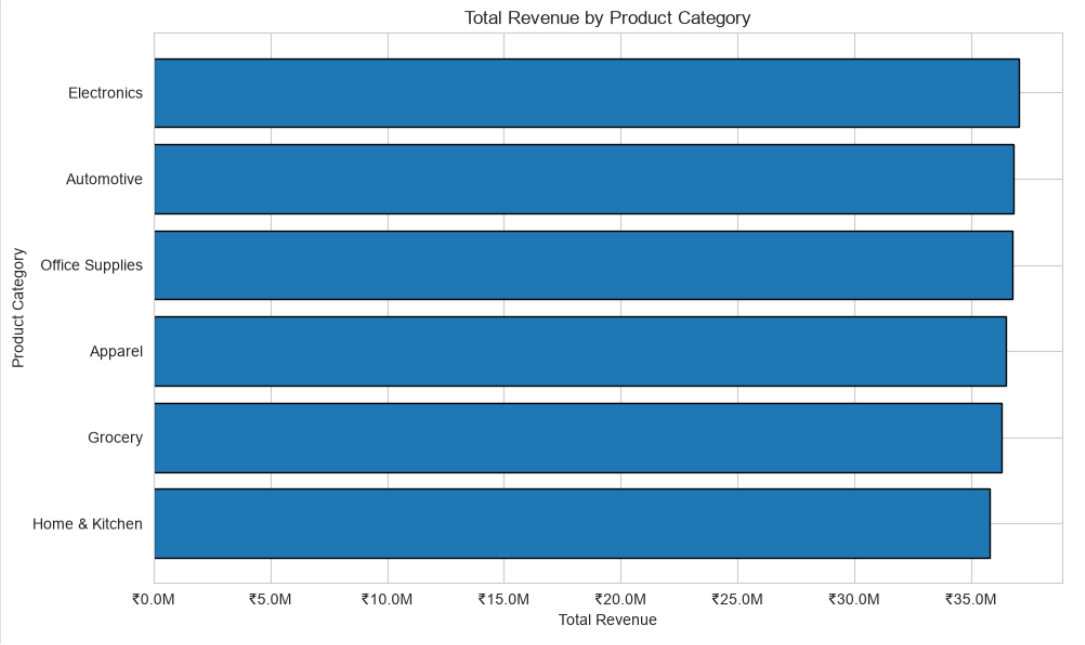 Total Revenue by Product Category
Product Category
Electronics
Automotive
Office Supplies
Apparel
Grocery
Home & Kitchen
₹0.0M ₹5.0M ₹10.0M ₹15.0M ₹20.0M ₹25.0M ₹30.0M ₹35.0M
Total Revenue